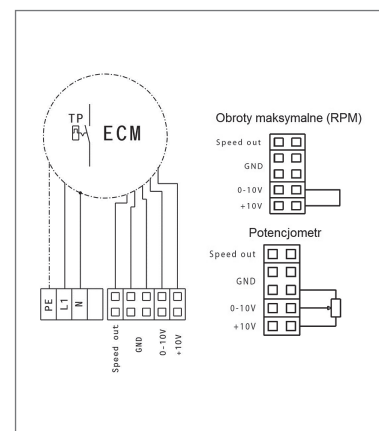 TP
ECM
PE
L1
N
Speed out
GND
0-10V
+10V
Obroty maksymalne (RPM)
Speed out
GND
0-10V
+10V
Potencjometr
Speed out
GND
0-10V
+10V